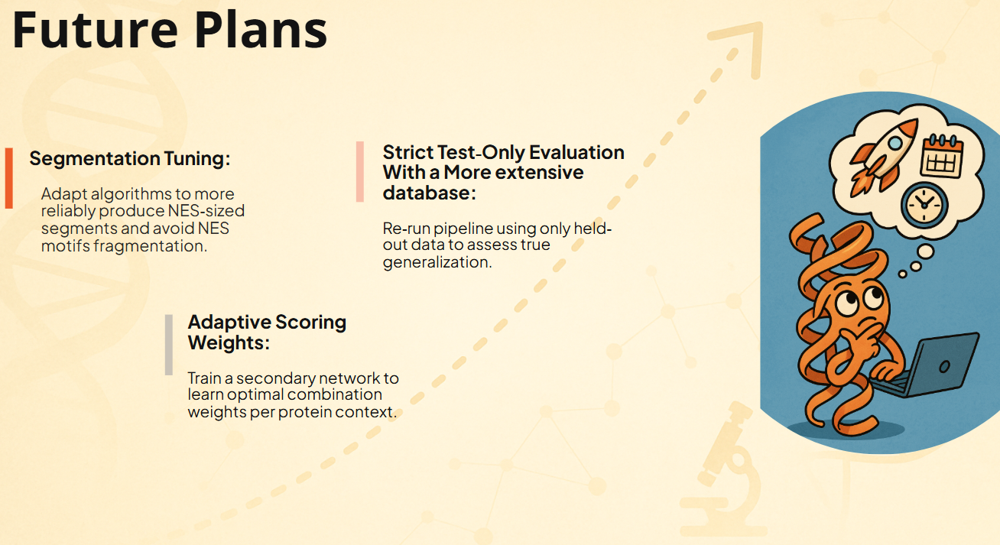 Future Plans
Segmentation Tuning:
Adapt algorithms to more
reliably produce NES-sized
segments and avoid NES
motifs fragmentation.
Strict Test-Only Evaluation
With a More extensive
database:
Re-run pipeline using only held-
out data to assess true
generalization.
Adaptive Scoring
Weights:
Train a secondary network to
learn optimal combination
weights per protein context.